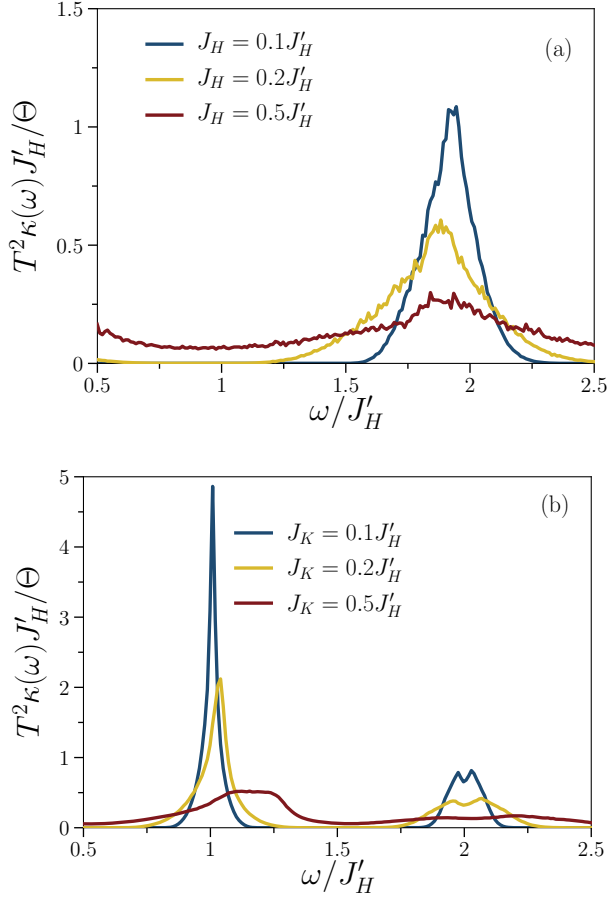 1.5
(a)
J_H = 0.1J'_H
J_H = 0.2J'_H
J_H = 0.5J'_H
1
0.5
0
T²κ(ω)J'_H/Θ
0.5
1
1.5
2
2.5
ω/J'_H
5
(b)
J_K = 0.1J'_H
J_K = 0.2J'_H
J_K = 0.5J'_H
4
3
2
1
0
T²κ(ω)J'_H/Θ
0.5
1
1.5
2
2.5
ω/J'_H